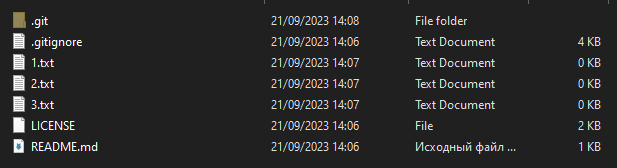 .git 21/09/2023 14:08 File folder
.gitignore 21/09/2023 14:06 Text Document 4 KB
1.txt 21/09/2023 14:07 Text Document 0 KB
2.txt 21/09/2023 14:07 Text Document 0 KB
3.txt 21/09/2023 14:07 Text Document 0 KB
LICENSE 21/09/2023 14:06 File 2 KB
README.md 21/09/2023 14:06 Исходный файл ... 1 KB